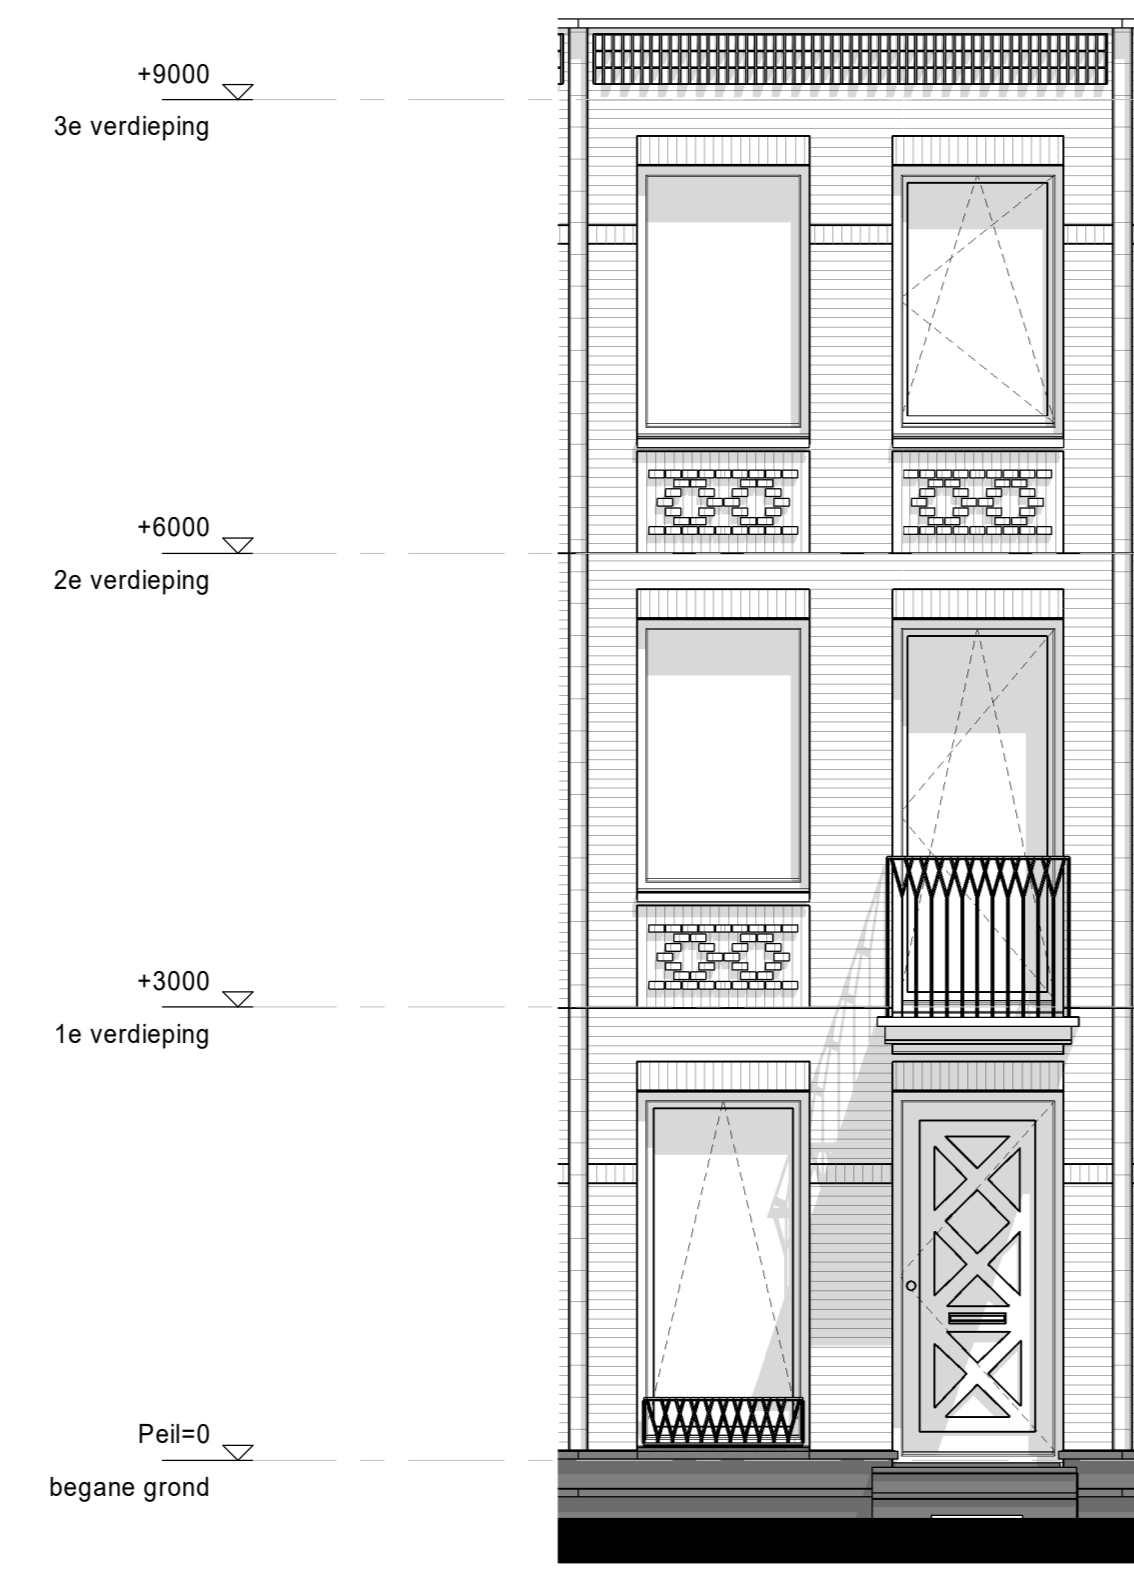 +9000
3e verdieping
+6000
2e verdieping
+3000
1e verdieping
Peil=0
begane grond